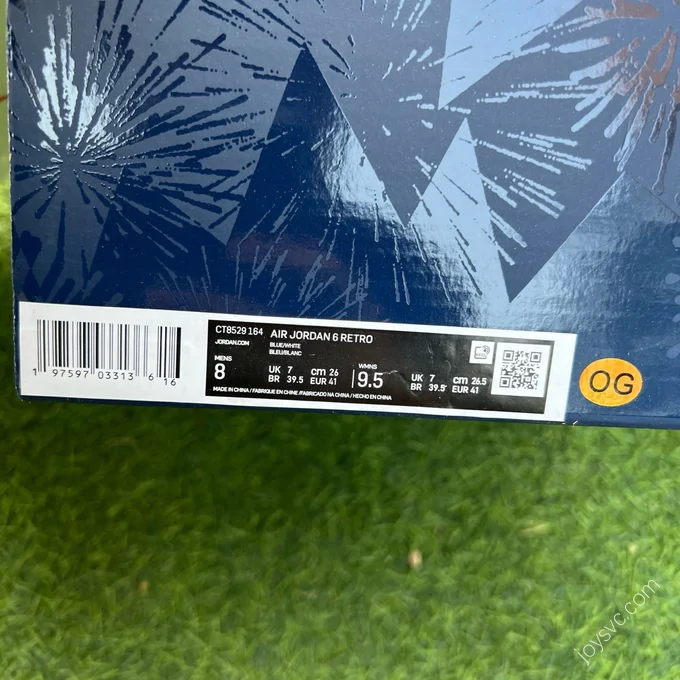 CT8529 164 AIR JORDAN 6 RETRO
JORDAN.COM BLUE/WHITE
BLEU/BLANC
MENS
8
UK 7 cm 26
BR 39.5 EUR 41
WMNS
9.5
UK 7 cm 26.5
BR 39.5 EUR 41
MADE IN CHINA / FABRIQUE EN CHINE / FABRICADO NA CHINA / HECHO EN CHINA
1 97597 03313 6 16
OG
joysvc.com